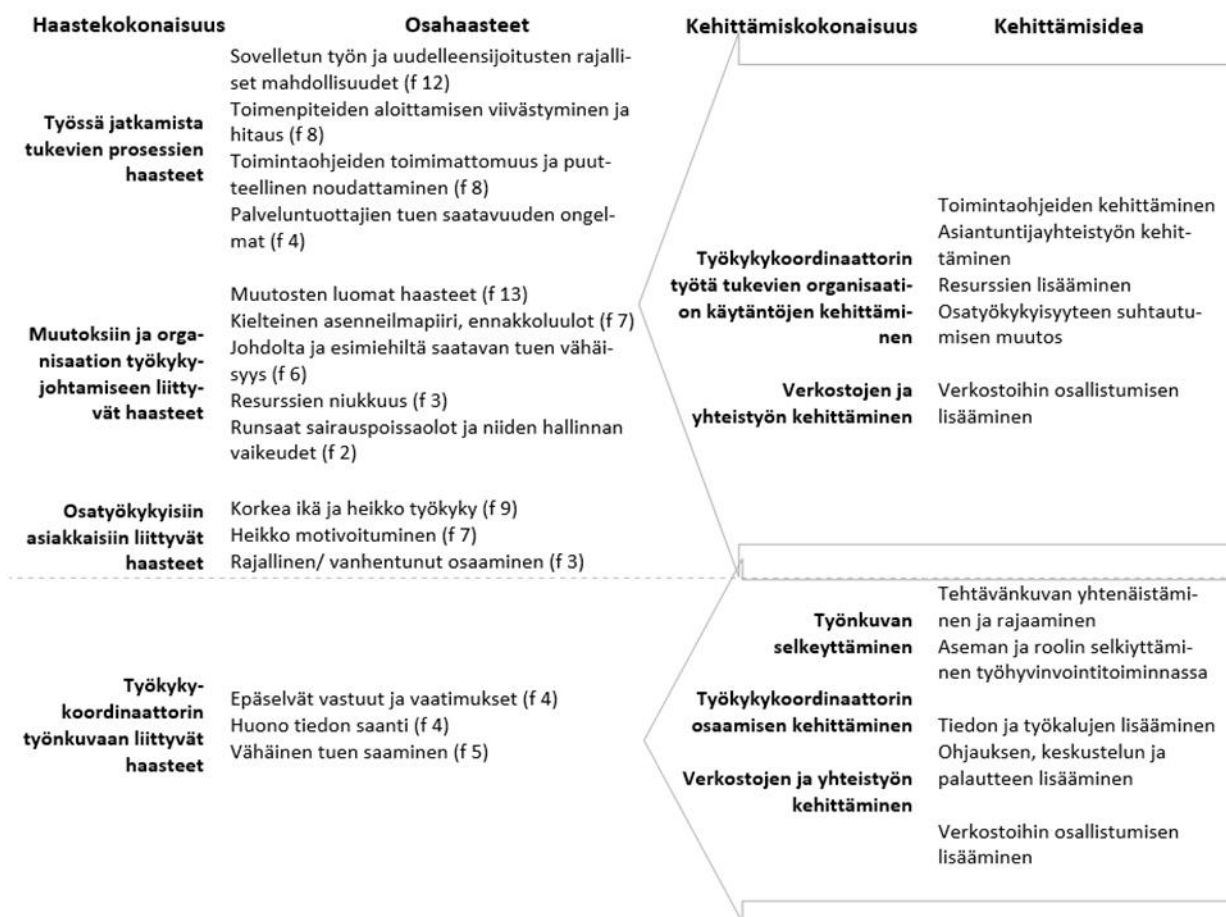 Haastekokonaisuus
Osahaasteet
Kehittämiskokonaisuus
Kehittämisidea
Työssä jatkamista
tukevien prosessien
haasteet
Sovelletun työn ja uudelleensijoitusten rajalli-
set mahdollisuudet (f 12)
Toimenpiteiden aloittamisen viivästyminen ja
hitaus (f 8)
Toimintaohjeiden toimimattomuus ja puut-
teellinen noudattaminen (f 8)
Palveluntuottajien tuen saatavuuden ongel-
mat (f 4)
Muutoksiin ja orga-
nisaation työkyky-
johtamiseen liitty-
vät haasteet
Muutosten luomat haasteet (f 13)
Kielteinen asenneilmapiiri, ennakkoluulot (f 7)
Johdolta ja esimiehiltä saatavan tuen vähäi-
syys (f 6)
Resurssien niukkuus (f 3)
Runsaat sairauspoissaolot ja niiden hallinnan
vaikeudet (f 2)
Osatyökykyisiin
asiakkaisiin liittyvät
haasteet
Korkea ikä ja heikko työkyky (f 9)
Heikko motivoituminen (f 7)
Rajallinen/ vanhentunut osaaminen (f 3)
Työkykykoordinaattorin
työtä tukevien organisaati-
on käytäntöjen kehittämi-
nen
Toimintaohjeiden kehittäminen
Asiantuntijayhteistyön kehit-
täminen
Resurssien lisääminen
Osatyökykyisyyteen suhtautu-
misen muutos
Verkostojen ja
yhteistyön kehittäminen
Verkostoihin osallistumisen
lisääminen
Työkyky-
koordinaattorin
työnkuvaan liittyvät
haasteet
Epäselvät vastuut ja vaatimukset (f 4)
Huono tiedon saanti (f 4)
Vähäinen tuen saaminen (f 5)
Työnkuvan
selkeyttäminen
Tehtävänkuvan yhtenäistämi-
nen ja rajaaminen
Aseman ja roolin selkiyttämi-
nen työhyvinvointitoiminnassa
Työkykykoordinaattorin
osaamisen kehittäminen
Tiedon ja työkalujen lisääminen
Ohjauksen, keskustelun ja
palautteen lisääminen
Verkostojen ja yhteistyön
kehittäminen
Verkostoihin osallistumisen
lisääminen